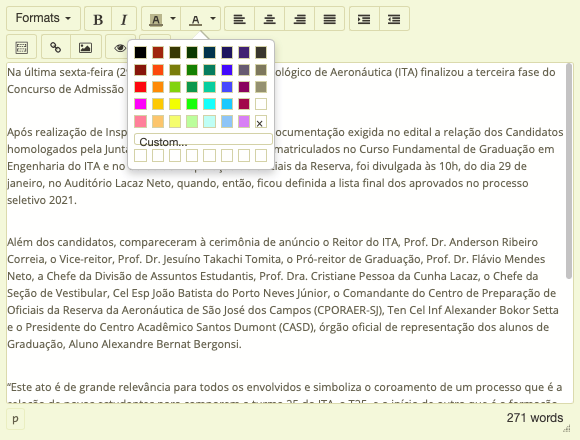 Formats
B I A A
x
Custom...
Na última sexta-feira (2 ológico de Aeronáutica (ITA) finalizou a terceira fase do
Concurso de Admissão
Após realização de Insp ocumentação exigida no edital a relação dos Candidatos
homologados pela Junta matriculados no Curso Fundamental de Graduação em
Engenharia do ITA e no ciais da Reserva, foi divulgada às 10h, do dia 29 de
janeiro, no Auditório Lacaz Neto, quando, então, ficou definida a lista final dos aprovados no processo
seletivo 2021.
Além dos candidatos, compareceram à cerimônia de anúncio o Reitor do ITA, Prof. Dr. Anderson Ribeiro
Correia, o Vice-reitor, Prof. Dr. Jesuíno Takachi Tomita, o Pró-reitor de Graduação, Prof. Dr. Flávio Mendes
Neto, a Chefe da Divisão de Assuntos Estudantis, Prof. Dra. Cristiane Pessoa da Cunha Lacaz, o Chefe da
Seção de Vestibular, Cel Esp João Batista do Porto Neves Júnior, o Comandante do Centro de Preparação de
Oficiais da Reserva da Aeronáutica de São José dos Campos (CPORAER-SJ), Ten Cel Inf Alexander Bokor Setta
e o Presidente do Centro Acadêmico Santos Dumont (CASD), órgão oficial de representação dos alunos de
Graduação, Aluno Alexandre Bernat Bergonsi.
“Este ato é de grande relevância para todos os envolvidos e simboliza o coroamento de um processo que é a
p
271 words